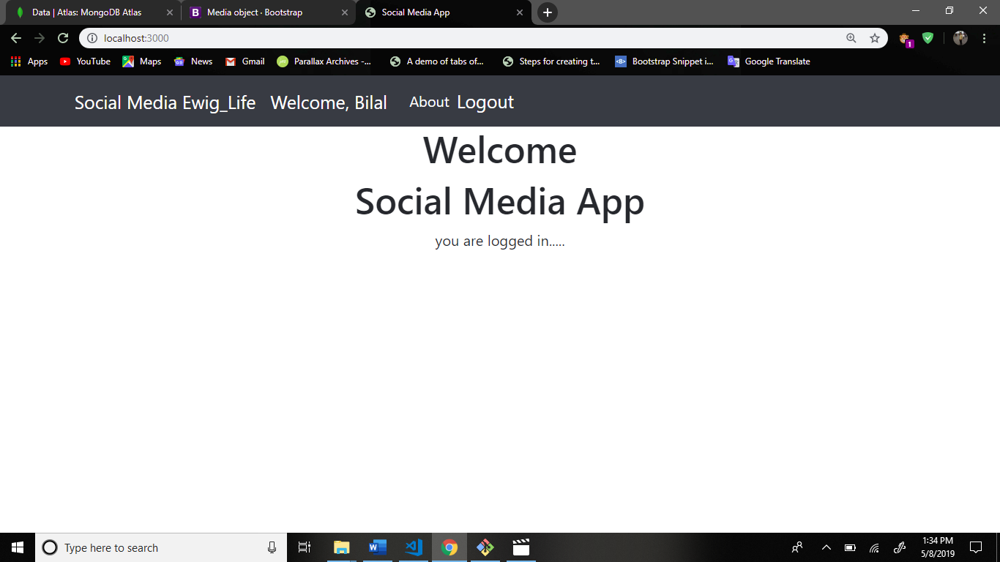 Data | Atlas: MongoDB Atlas
Media object · Bootstrap
Social Media App
localhost:3000
1
Apps
YouTube
Maps
News
Gmail
Parallax Archives -...
A demo of tabs of...
Steps for creating t...
Bootstrap Snippet i...
Google Translate
Social Media Ewig_Life Welcome, Bilal About Logout
Welcome
Social Media App
you are logged in.....
Type here to search
1:34 PM
5/8/2019